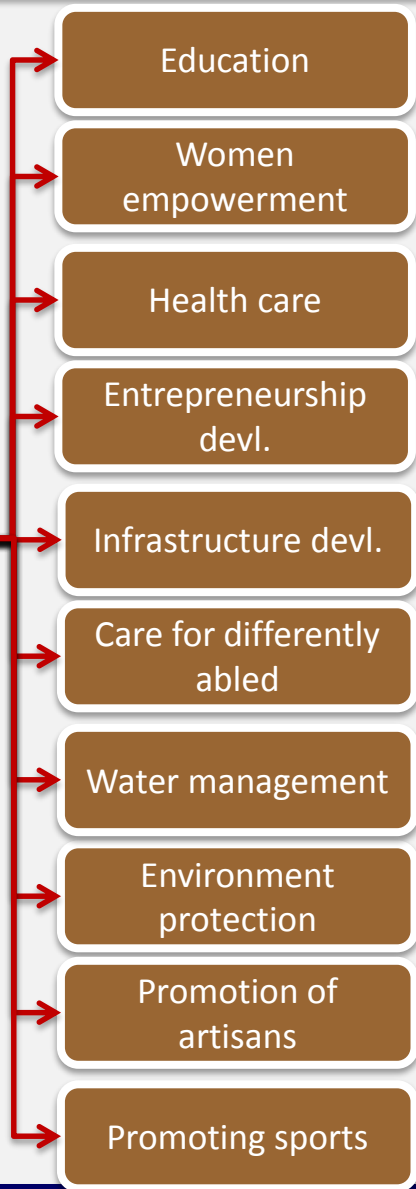 Education
Women
empowerment
Health care
Entrepreneurship
devl.
Infrastructure devl.
Care for differently
abled
Water management
Environment
protection
Promotion of
artisans
Promoting sports